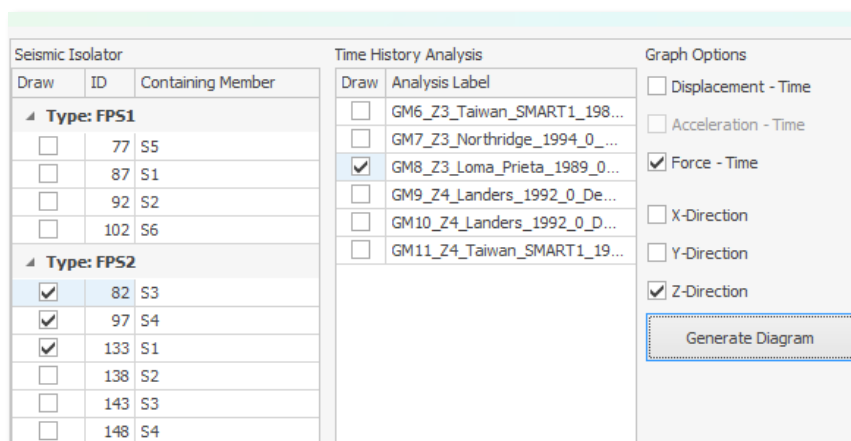 Seismic Isolator
Draw ID Containing Member
Type: FPS1
77 S5
87 S1
92 S2
102 S6
Type: FPS2
82 S3
97 S4
133 S1
138 S2
143 S3
148 S4
Time History Analysis
Draw Analysis Label
GM6_Z3_Taiwan_SMART1_198...
GM7_Z3_Northridge_1994_0_...
GM8_Z3_Loma_Prieta_1989_0...
GM9_Z4_Landers_1992_0_De...
GM10_Z4_Landers_1992_0_D...
GM11_Z4_Taiwan_SMART1_19...
Graph Options
Displacement - Time
Acceleration - Time
Force - Time
X-Direction
Y-Direction
Z-Direction
Generate Diagram